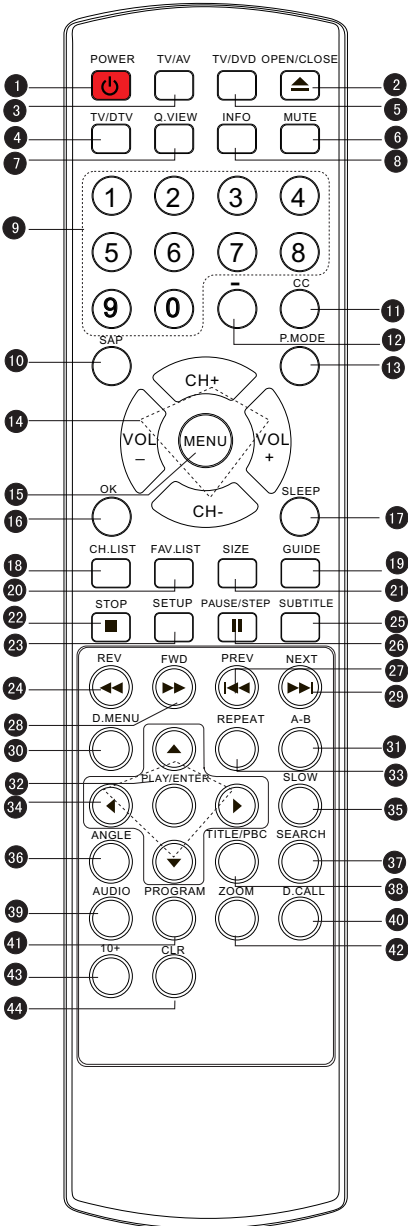 POWER TV/AV TV/DVD OPEN/CLOSE
1 2
3 5
TV/DTV Q.VIEW INFO MUTE
4 6
7 8
1 2 3 4
9
5 6 7 8
9 0 - CC
11
12
SAP P.MODE
10 13
CH+
14
VOL – MENU VOL +
15
CH-
OK SLEEP
16 17
CH.LIST FAV.LIST SIZE GUIDE
18 19
20 21
STOP SETUP PAUSE/STEP SUBTITLE
22 25
23 26
REV FWD PREV NEXT
27
24 29
28
D.MENU REPEAT A-B
30 31
33
32 PLAY/ENTER SLOW
34 35
ANGLE TITLE/PBC SEARCH
36 37
38
AUDIO PROGRAM ZOOM D.CALL
39 40
41 42
10+ CLR
43
44